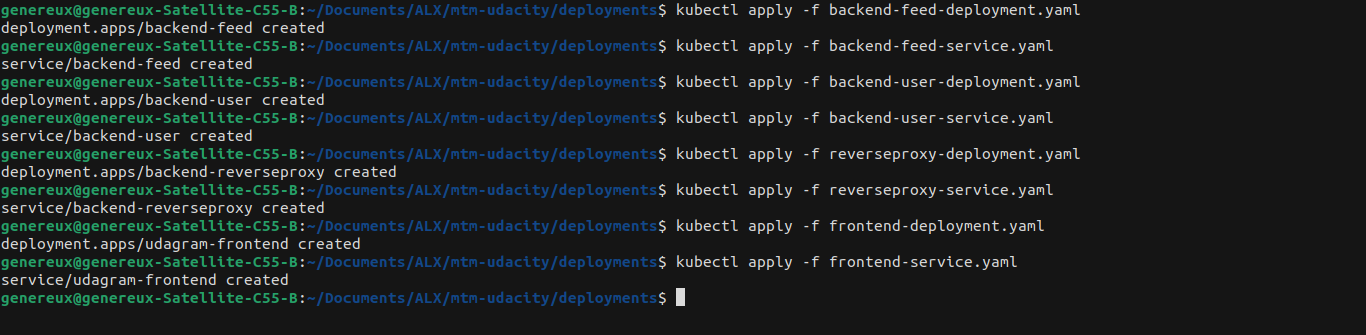 genereux@genereux-Satellite-C55-B:~/Documents/ALX/mtm-udacity/deployments$ kubectl apply -f backend-feed-deployment.yaml
deployment.apps/backend-feed created
genereux@genereux-Satellite-C55-B:~/Documents/ALX/mtm-udacity/deployments$ kubectl apply -f backend-feed-service.yaml
service/backend-feed created
genereux@genereux-Satellite-C55-B:~/Documents/ALX/mtm-udacity/deployments$ kubectl apply -f backend-user-deployment.yaml
deployment.apps/backend-user created
genereux@genereux-Satellite-C55-B:~/Documents/ALX/mtm-udacity/deployments$ kubectl apply -f backend-user-service.yaml
service/backend-user created
genereux@genereux-Satellite-C55-B:~/Documents/ALX/mtm-udacity/deployments$ kubectl apply -f reverseproxy-deployment.yaml
deployment.apps/backend-reverseproxy created
genereux@genereux-Satellite-C55-B:~/Documents/ALX/mtm-udacity/deployments$ kubectl apply -f reverseproxy-service.yaml
service/backend-reverseproxy created
genereux@genereux-Satellite-C55-B:~/Documents/ALX/mtm-udacity/deployments$ kubectl apply -f frontend-deployment.yaml
deployment.apps/udagram-frontend created
genereux@genereux-Satellite-C55-B:~/Documents/ALX/mtm-udacity/deployments$ kubectl apply -f frontend-service.yaml
service/udagram-frontend created
genereux@genereux-Satellite-C55-B:~/Documents/ALX/mtm-udacity/deployments$